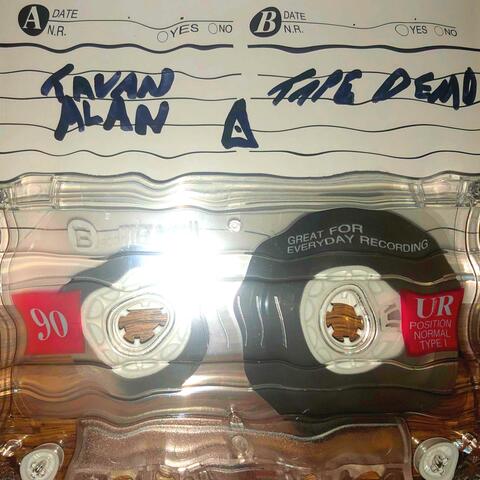 A DATE
N.R. YES NO
B DATE
N.R. YES NO
TAVAN
ALAN
TAPE DEMO
B
GREAT FOR
EVERYDAY RECORDING
90
UR
POSITION
NORMAL
TYPE I